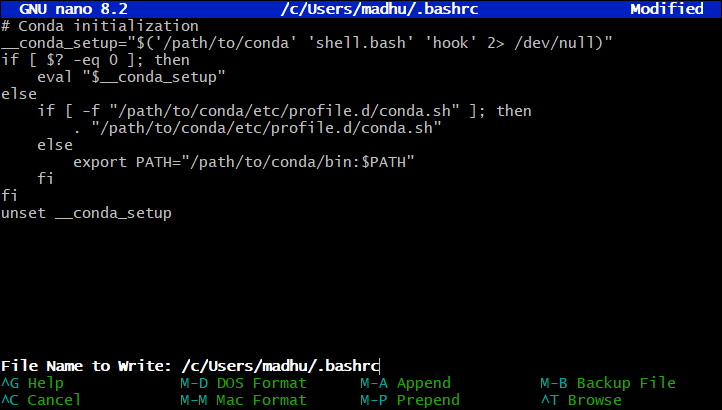 GNU nano 8.2 /c/Users/madhu/.bashrc Modified
# Conda initialization
__conda_setup="$('/path/to/conda' 'shell.bash' 'hook' 2> /dev/null)"
if [ $? -eq 0 ]; then
    eval "$__conda_setup"
else
    if [ -f "/path/to/conda/etc/profile.d/conda.sh" ]; then
        . "/path/to/conda/etc/profile.d/conda.sh"
    else
        export PATH="/path/to/conda/bin:$PATH"
    fi
fi
unset __conda_setup
File Name to Write: /c/Users/madhu/.bashrc
^G Help M-D DOS Format M-A Append M-B Backup File
^C Cancel M-M Mac Format M-P Prepend ^T Browse